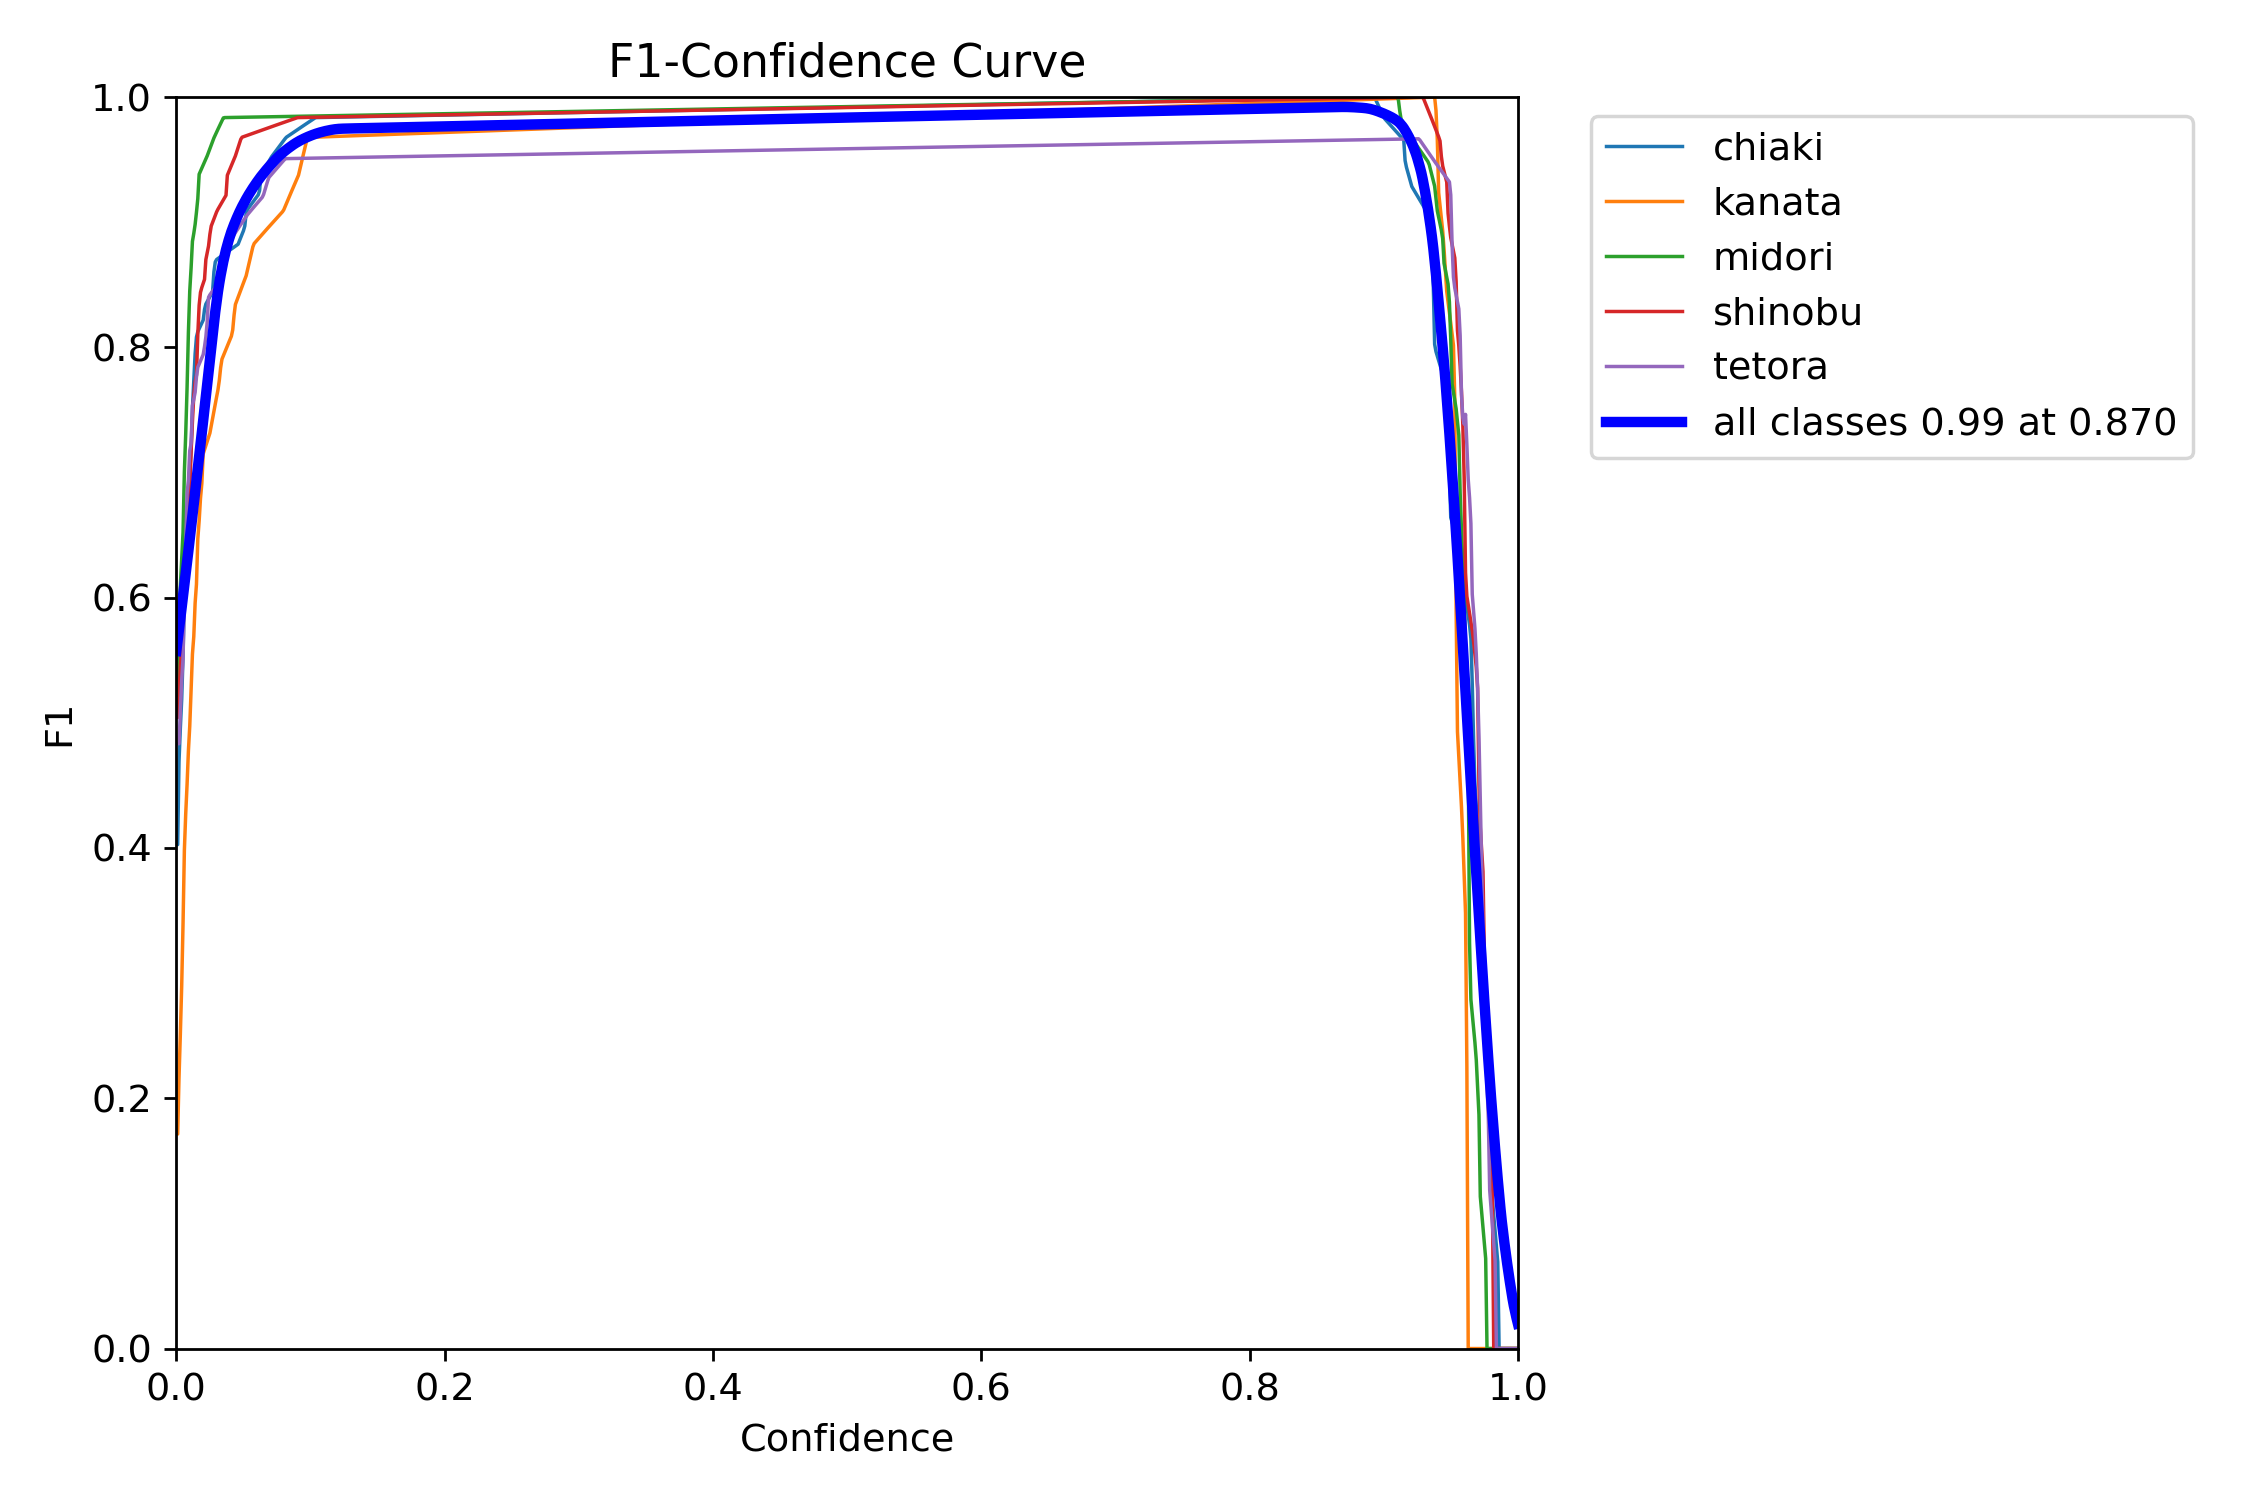 F1-Confidence Curve
1.0
0.8
0.6
0.4
0.2
0.0
F1
0.0 0.2 0.4 0.6 0.8 1.0
Confidence
chiaki
kanata
midori
shinobu
tetora
all classes 0.99 at 0.870